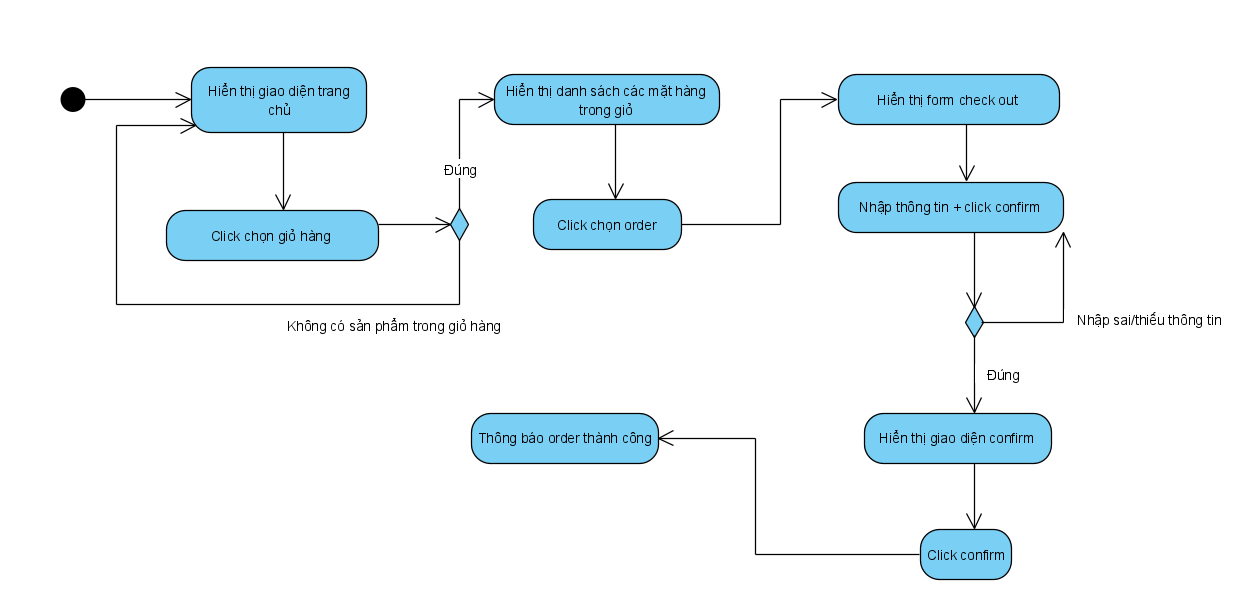 Hiển thị giao diện trang
chủ
Click chọn giỏ hàng
Đúng
Không có sản phẩm trong giỏ hàng
Hiển thị danh sách các mặt hàng
trong giỏ
Click chọn order
Hiển thị form check out
Nhập thông tin + click confirm
Nhập sai/thiếu thông tin
Đúng
Hiển thị giao diện confirm
Click confirm
Thông báo order thành công